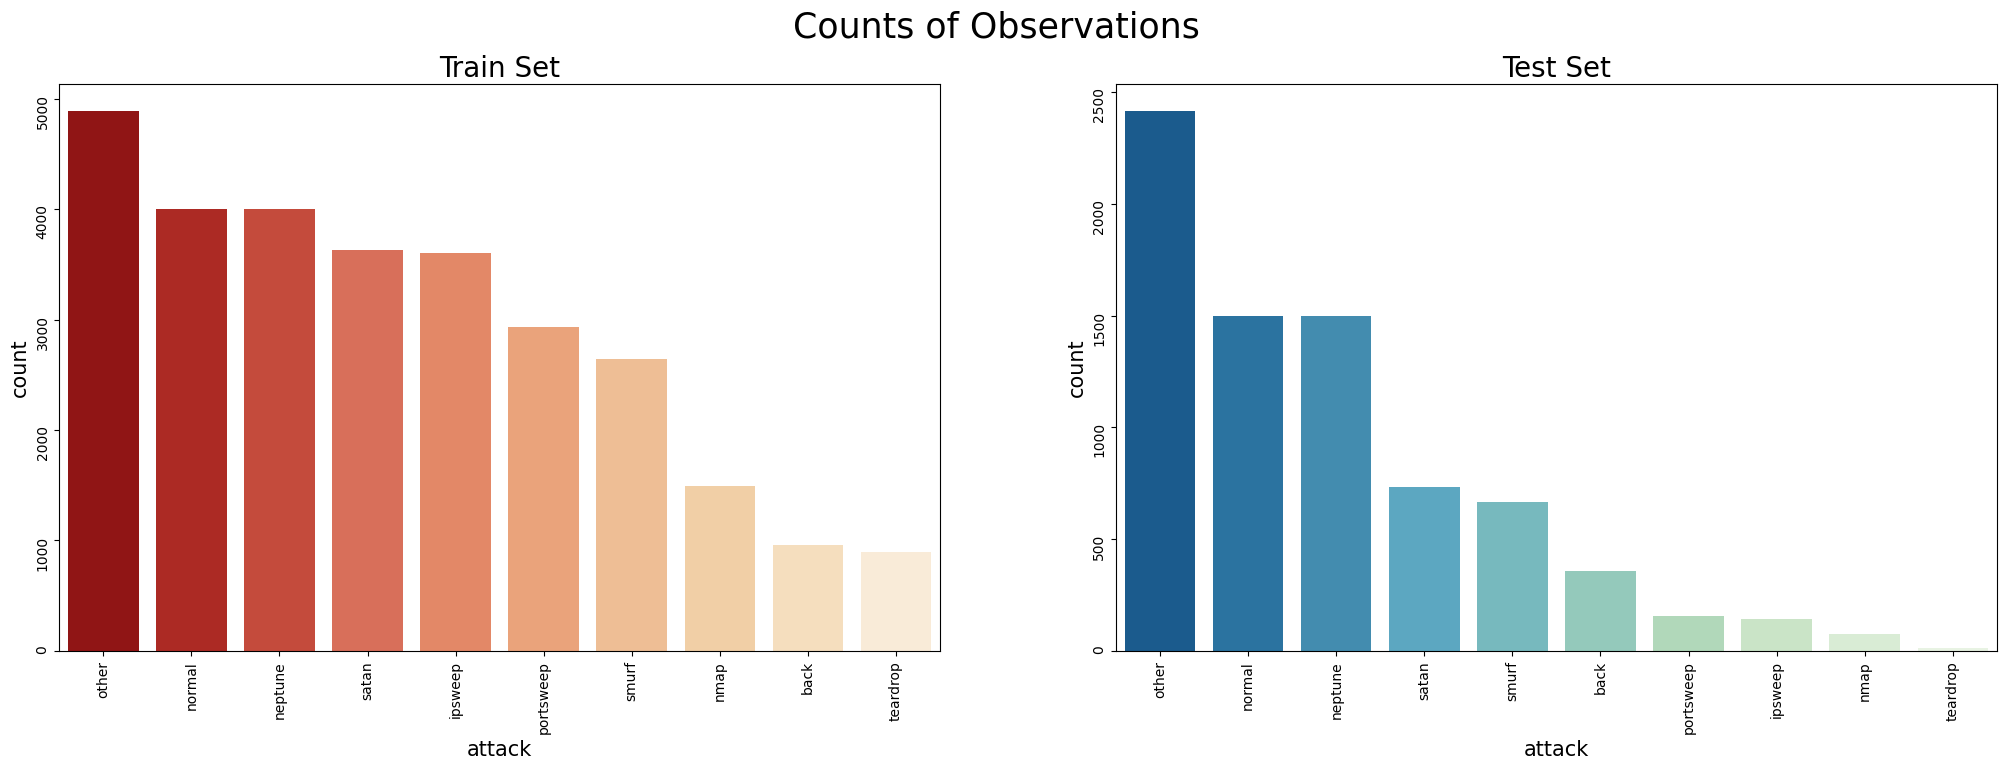 Counts of Observations
Train Set
count
5000
4000
3000
2000
1000
0
other
normal
neptune
satan
ipsweep
portsweep
smurf
nmap
back
teardrop
attack
Test Set
count
2500
2000
1500
1000
500
0
other
normal
neptune
satan
smurf
back
portsweep
ipsweep
nmap
teardrop
attack